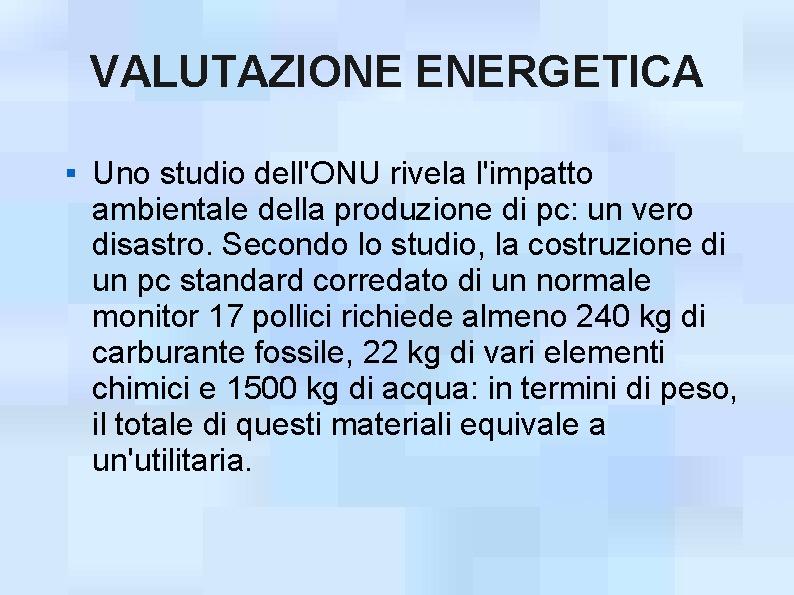 VALUTAZIONE ENERGETICA
Uno studio dell'ONU rivela l'impatto
ambientale della produzione di pc: un vero
disastro. Secondo lo studio, la costruzione di
un pc standard corredato di un normale
monitor 17 pollici richiede almeno 240 kg di
carburante fossile, 22 kg di vari elementi
chimici e 1500 kg di acqua: in termini di peso,
il totale di questi materiali equivale a
un'utilitaria.